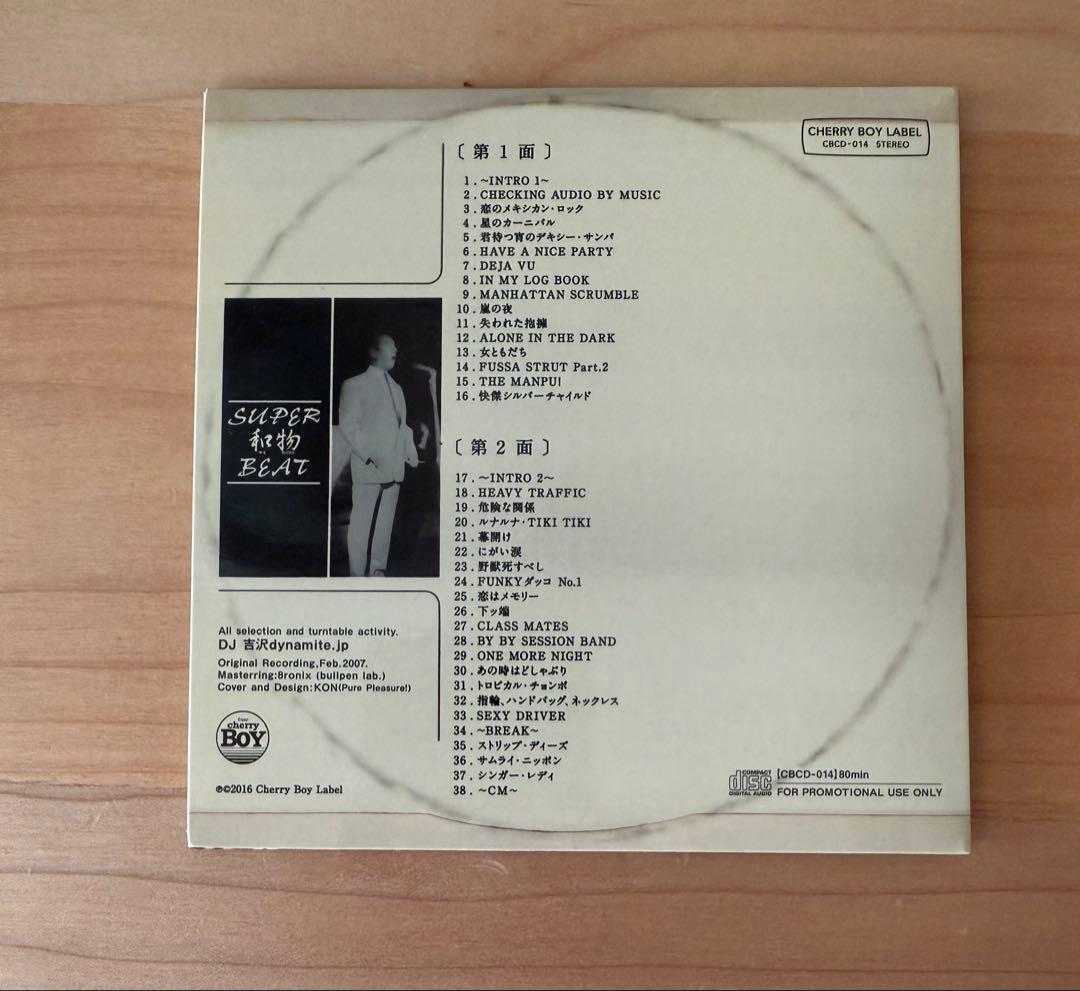 CHERRY BOY LABEL
CBCD-014 STEREO
〔第1面〕
1.~INTRO 1~
2.CHECKING AUDIO BY MUSIC
3.恋のメキシカン・ロック
4.星のカーニバル
5.君待つ宵のデキシー・サンバ
6.HAVE A NICE PARTY
7.DEJA VU
8.IN MY LOG BOOK
9.MANHATTAN SCRUMBLE
10.嵐の夜
11.失われた抱擁
12.ALONE IN THE DARK
13.女ともだち
14.FUSSA STRUT Part.2
15.THE MANPU!
16.快傑シルバーチャイルド
〔第2面〕
17.~INTRO 2~
18.HEAVY TRAFFIC
19.危険な関係
20.ルナルナ・TIKI TIKI
21.幕開け
22.にがい涙
23.野獣死すべし
24.FUNKYダッコ No.1
25.恋はメモリー
26.下ッ端
27.CLASS MATES
28.BY BY SESSION BAND
29.ONE MORE NIGHT
30.あの時はどしゃぶり
31.トロピカル・チョンボ
32.指輪、ハンドバッグ、ネックレス
33.SEXY DRIVER
34.~BREAK~
35.ストリップ・ディーズ
36.サムライ・ニッポン
37.シンガー・レディ
38.~CM~
SUPER
和物
BEAT
All selection and turntable activity.
DJ 吉沢dynamite.jp
Original Recording,Feb.2007.
Masterring:8ronix (bullpen lab.)
Cover and Design:KON(Pure Pleasure!)
cherry
BOY
℗©2016 Cherry Boy Label
COMPACT
disc
DIGITAL AUDIO
【CBCD-014】80min
FOR PROMOTIONAL USE ONLY